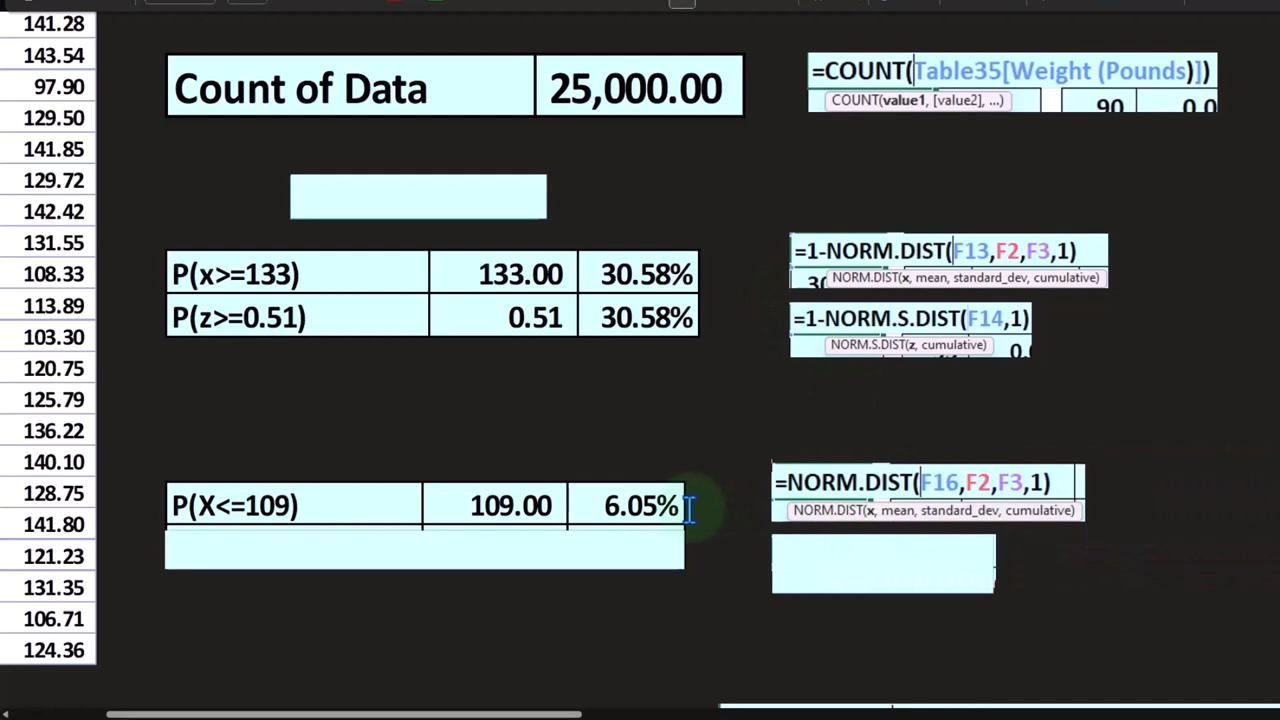 141.28
143.54
97.90
129.50
141.85
129.72
142.42
131.55
108.33
113.89
103.30
120.75
125.79
136.22
140.10
128.75
141.80
121.23
131.35
106.71
124.36
Count of Data 25,000.00
=COUNT(Table35[Weight (Pounds)])
COUNT(value1, [value2], ...)
90 0.0
P(x>=133) 133.00 30.58%
P(z>=0.51) 0.51 30.58%
=1-NORM.DIST(F13,F2,F3,1)
NORM.DIST(x, mean, standard_dev, cumulative)
=1-NORM.S.DIST(F14,1)
NORM.S.DIST(z, cumulative)
P(X<=109) 109.00 6.05%
=NORM.DIST(F16,F2,F3,1)
NORM.DIST(x, mean, standard_dev, cumulative)